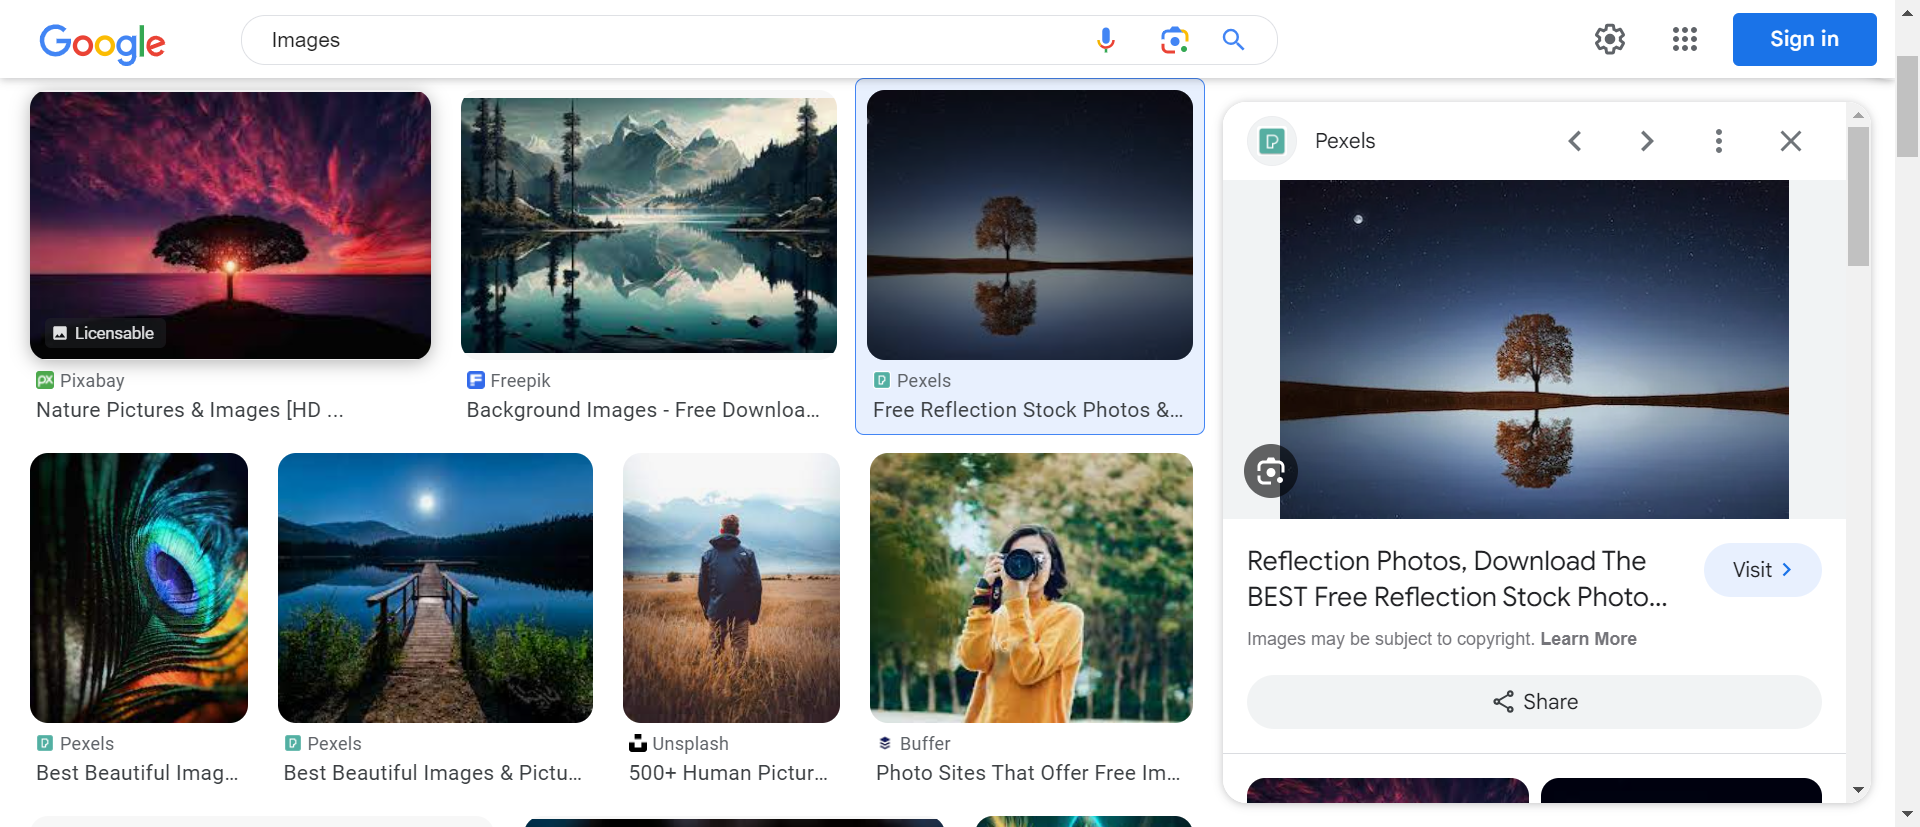 Google
Images
Sign in
Licensable
Pixabay
Nature Pictures & Images [HD ...
Freepik
Background Images - Free Downloa...
Pexels
Free Reflection Stock Photos &...
Pexels
Best Beautiful Imag...
Pexels
Best Beautiful Images & Pictu...
Unsplash
500+ Human Pictur...
Buffer
Photo Sites That Offer Free Im...
Pexels
Reflection Photos, Download The
BEST Free Reflection Stock Photo...
Visit
Images may be subject to copyright. Learn More
Share